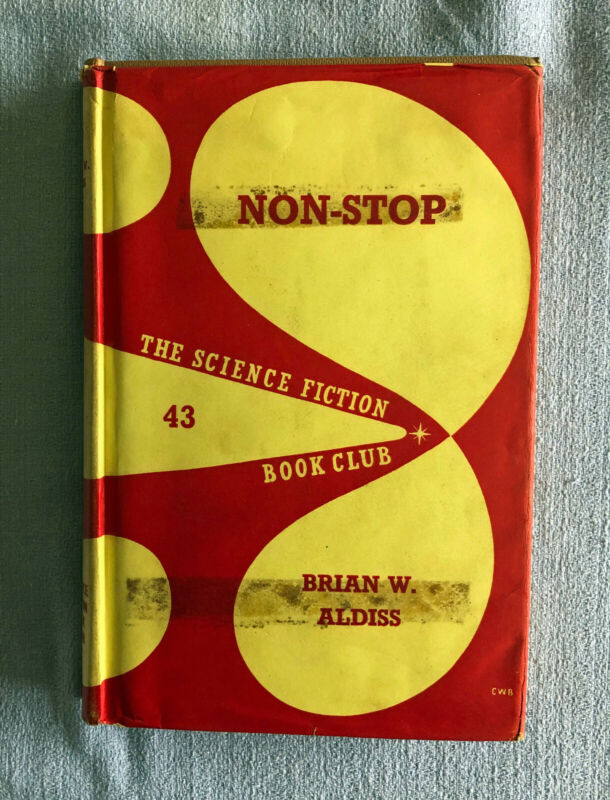 NON-STOP
THE SCIENCE FICTION
43
BOOK CLUB
BRIAN W.
ALDISS
CWB